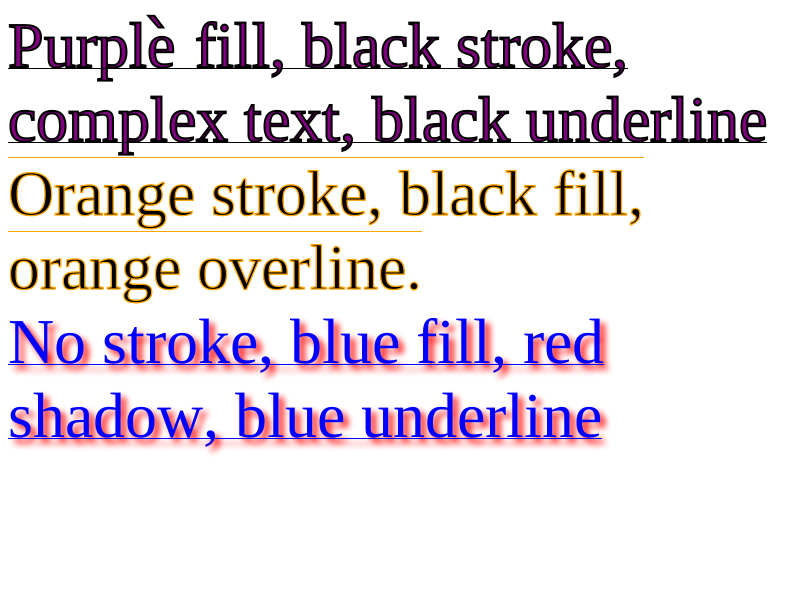 Purplè fill, black stroke,
complex text, black underline
Orange stroke, black fill,
orange overline.
No stroke, blue fill, red
shadow, blue underline